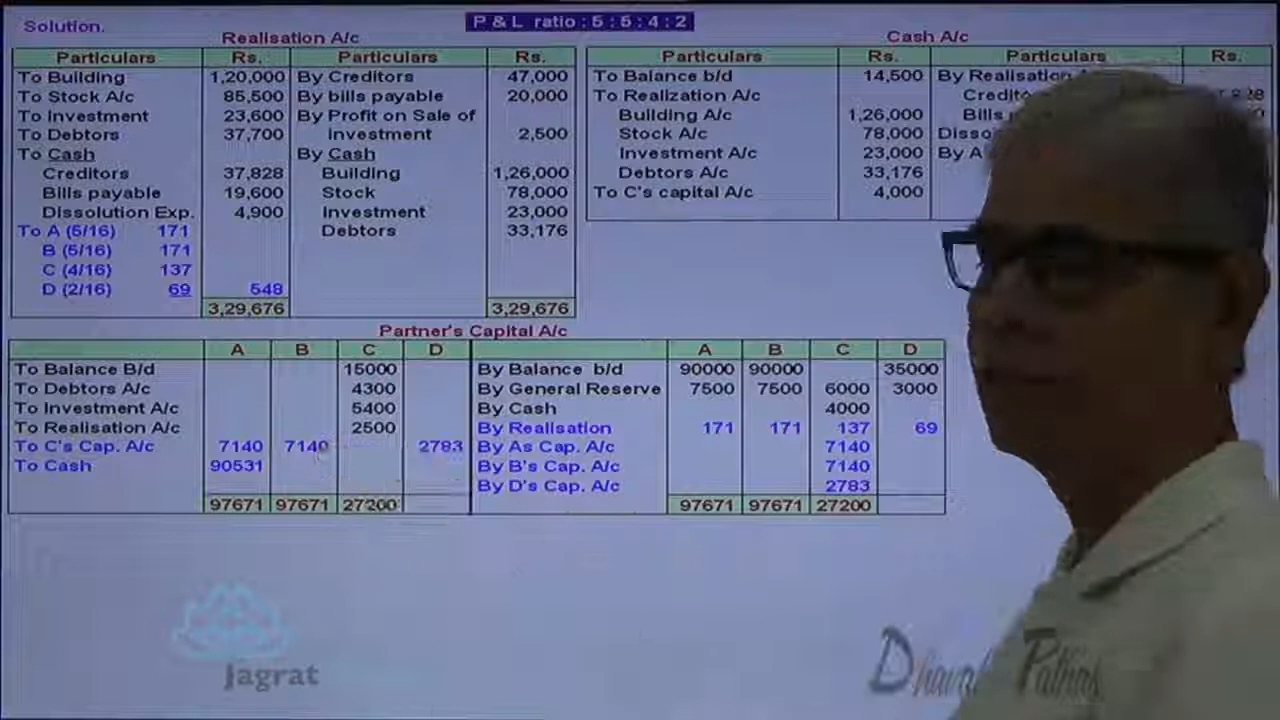 Solution.
P & L ratio : 5 : 5 : 4 : 2
Realisation A/c
Particulars Rs. Particulars Rs.
To Building 1,20,000 By Creditors 47,000
To Stock A/c 85,500 By bills payable 20,000
To Investment 23,600 By Profit on Sale of
To Debtors 37,700 Investment 2,500
To Cash By Cash
Creditors 37,828 Building 1,26,000
Bills payable 19,600 Stock 78,000
Dissolution Exp. 4,900 Investment 23,000
To A (5/16) 171 Debtors 33,176
B (5/16) 171
C (4/16) 137
D (2/16) 69 548
3,29,676 3,29,676
Cash A/c
Particulars Rs. Particulars Rs.
To Balance b/d 14,500 By Realisation
To Realization A/c
Building A/c 1,26,000 Bills
Stock A/c 78,000
Investment A/c 23,000 By
Debtors A/c 33,176
To C's capital A/c 4,000
Partner's Capital A/c
A B C D A B C D
To Balance B/d 15000 By Balance b/d 90000 90000 35000
To Debtors A/c 4300 By General Reserve 7500 7500 6000 3000
To Investment A/c 5400 By Cash 4000
To Realisation A/c 2500 By Realisation 171 171 137 69
To C's Cap. A/c 7140 7140 2783 By As Cap. A/c 7140
To Cash 90531 By B's Cap. A/c 7140
By D's Cap. A/c 2783
97671 97671 27200 97671 97671 27200
Jagrat